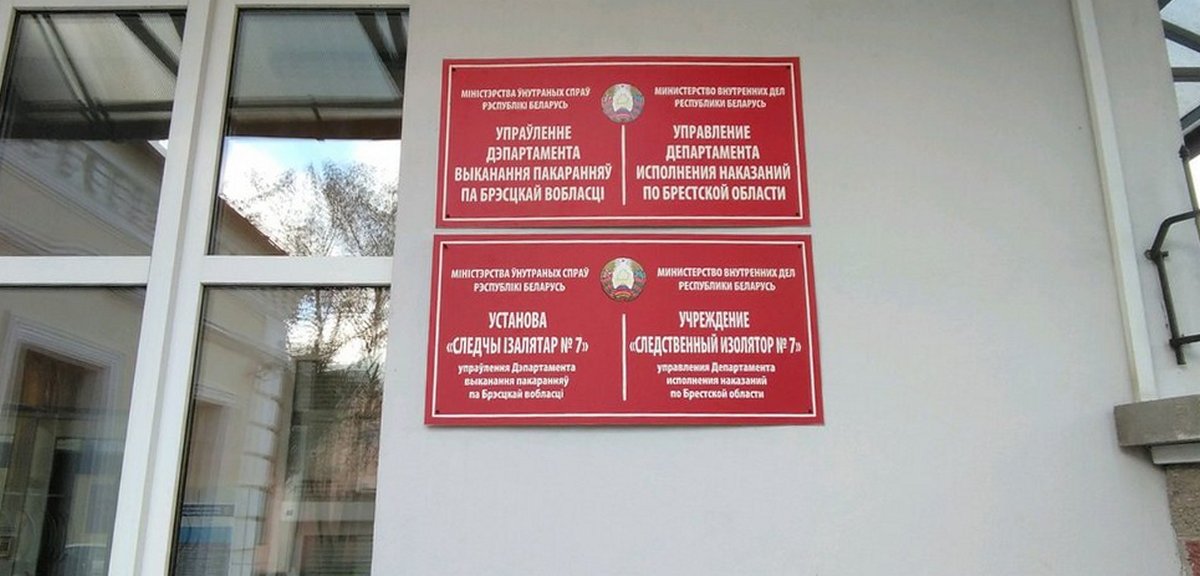 МІНІСТЭРСТВА ЎНУТРАНЫХ СПРАЎ
РЭСПУБЛІКІ БЕЛАРУСЬ
УПРАЎЛЕННЕ
ДЭПАРТАМЕНТА
ВЫКАНАННЯ ПАКАРАННЯЎ
ПА БРЭСЦКАЙ ВОБЛАСЦІ
МИНИСТЕРСТВО ВНУТРЕННИХ ДЕЛ
РЕСПУБЛИКИ БЕЛАРУСЬ
УПРАВЛЕНИЕ
ДЕПАРТАМЕНТА
ИСПОЛНЕНИЯ НАКАЗАНИЙ
ПО БРЕСТСКОЙ ОБЛАСТИ
МІНІСТЭРСТВА ЎНУТРАНЫХ СПРАЎ
РЭСПУБЛІКІ БЕЛАРУСЬ
УСТАНОВА
«СЛЕДЧЫ ІЗАЛЯТАР № 7»
упраўлення Дэпартамента
выканання пакаранняў
па Брэсцкай вобласці
МИНИСТЕРСТВО ВНУТРЕННИХ ДЕЛ
РЕСПУБЛИКИ БЕЛАРУСЬ
УЧРЕЖДЕНИЕ
«СЛЕДСТВЕННЫЙ ИЗОЛЯТОР № 7»
управления Департамента
исполнения наказаний
по Брестской области